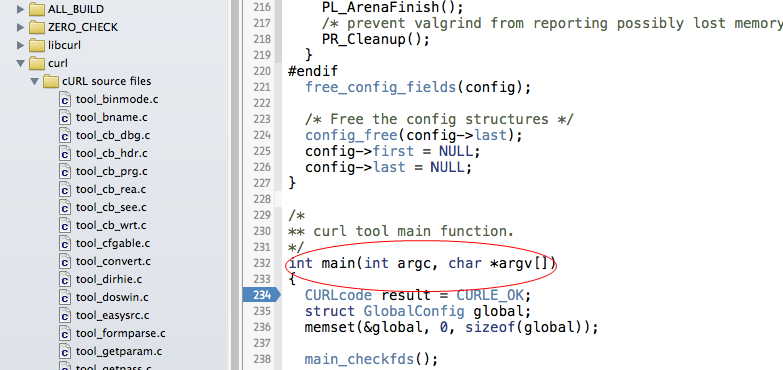 ALL_BUILD
ZERO_CHECK
libcurl
curl
cURL source files
tool_binmode.c
tool_bname.c
tool_cb_dbg.c
tool_cb_hdr.c
tool_cb_prg.c
tool_cb_rea.c
tool_cb_see.c
tool_cb_wrt.c
tool_cfgable.c
tool_convert.c
tool_dirhie.c
tool_doswin.c
tool_easysrc.c
tool_formparse.c
tool_getparam.c
tool_getpass.c
216 PL_ArenaFinish();
217 /* prevent valgrind from reporting possibly lost memory
218 PR_Cleanup();
219 }
220 #endif
221 free_config_fields(config);
222
223 /* Free the config structures */
224 config_free(config->last);
225 config->first = NULL;
226 config->last = NULL;
227 }
228
229 /*
230 ** curl tool main function.
231 */
232 int main(int argc, char *argv[])
233 {
234 CURLcode result = CURLE_OK;
235 struct GlobalConfig global;
236 memset(&global, 0, sizeof(global));
237
238 main_checkfds();